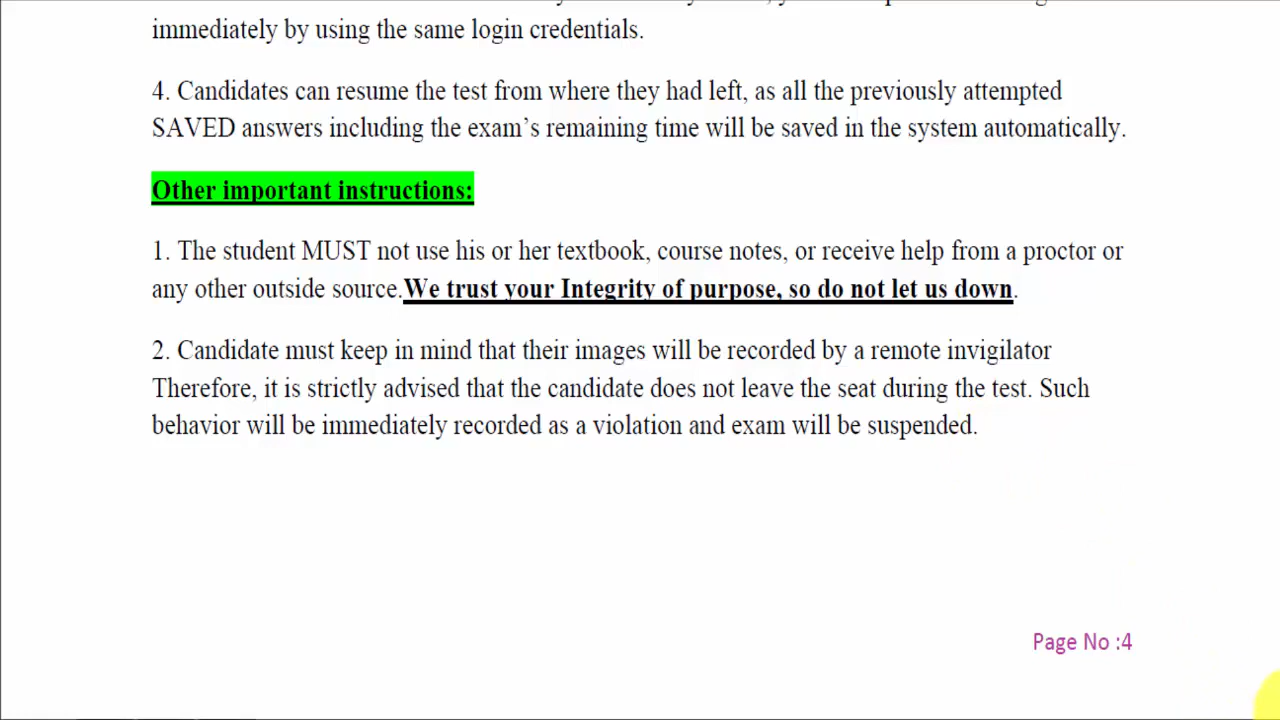 immediately by using the same login credentials.
4. Candidates can resume the test from where they had left, as all the previously attempted
SAVED answers including the exam’s remaining time will be saved in the system automatically.
Other important instructions:
1. The student MUST not use his or her textbook, course notes, or receive help from a proctor or
any other outside source.We trust your Integrity of purpose, so do not let us down.
2. Candidate must keep in mind that their images will be recorded by a remote invigilator
Therefore, it is strictly advised that the candidate does not leave the seat during the test. Such
behavior will be immediately recorded as a violation and exam will be suspended.
Page No :4